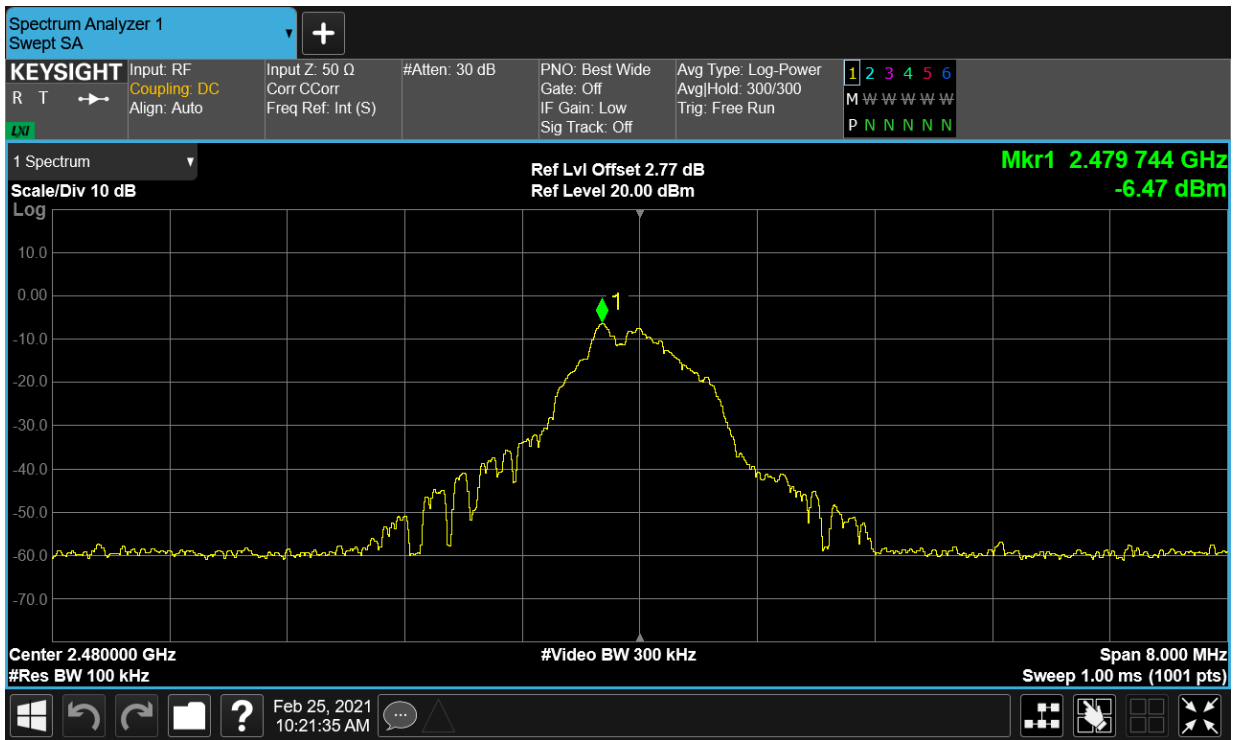 Spectrum Analyzer 1
Swept SA
+
KEYSIGHT
R T
LXI
Input: RF
Coupling: DC
Align: Auto
Input Z: 50 Ω
Corr CCorr
Freq Ref: Int (S)
#Atten: 30 dB
PNO: Best Wide
Gate: Off
IF Gain: Low
Sig Track: Off
Avg Type: Log-Power
Avg|Hold: 300/300
Trig: Free Run
1 2 3 4 5 6
M W W W W W
P N N N N N
1 Spectrum
Scale/Div 10 dB
Log
Ref Lvl Offset 2.77 dB
Ref Level 20.00 dBm
Mkr1 2.479 744 GHz
-6.47 dBm
10.0
0.00
-10.0
-20.0
-30.0
-40.0
-50.0
-60.0
-70.0
1
Center 2.480000 GHz
#Res BW 100 kHz
#Video BW 300 kHz
Span 8.000 MHz
Sweep 1.00 ms (1001 pts)
?
Feb 25, 2021
10:21:35 AM